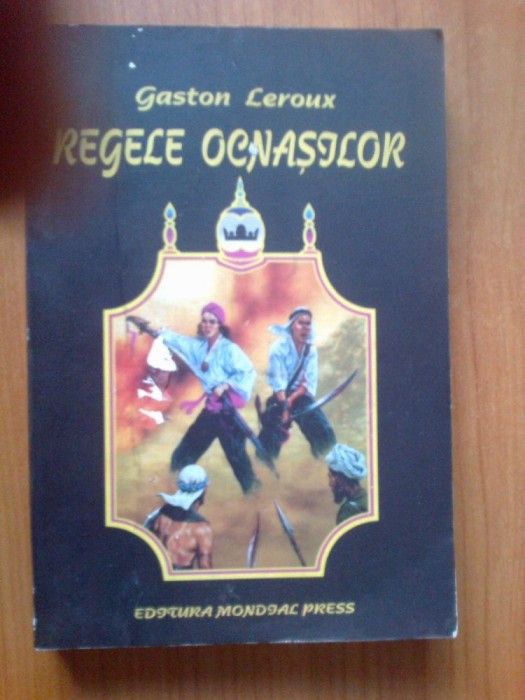 Gaston Leroux
REGELE OCNAȘILOR
EDITURA MONDIAL PRESS